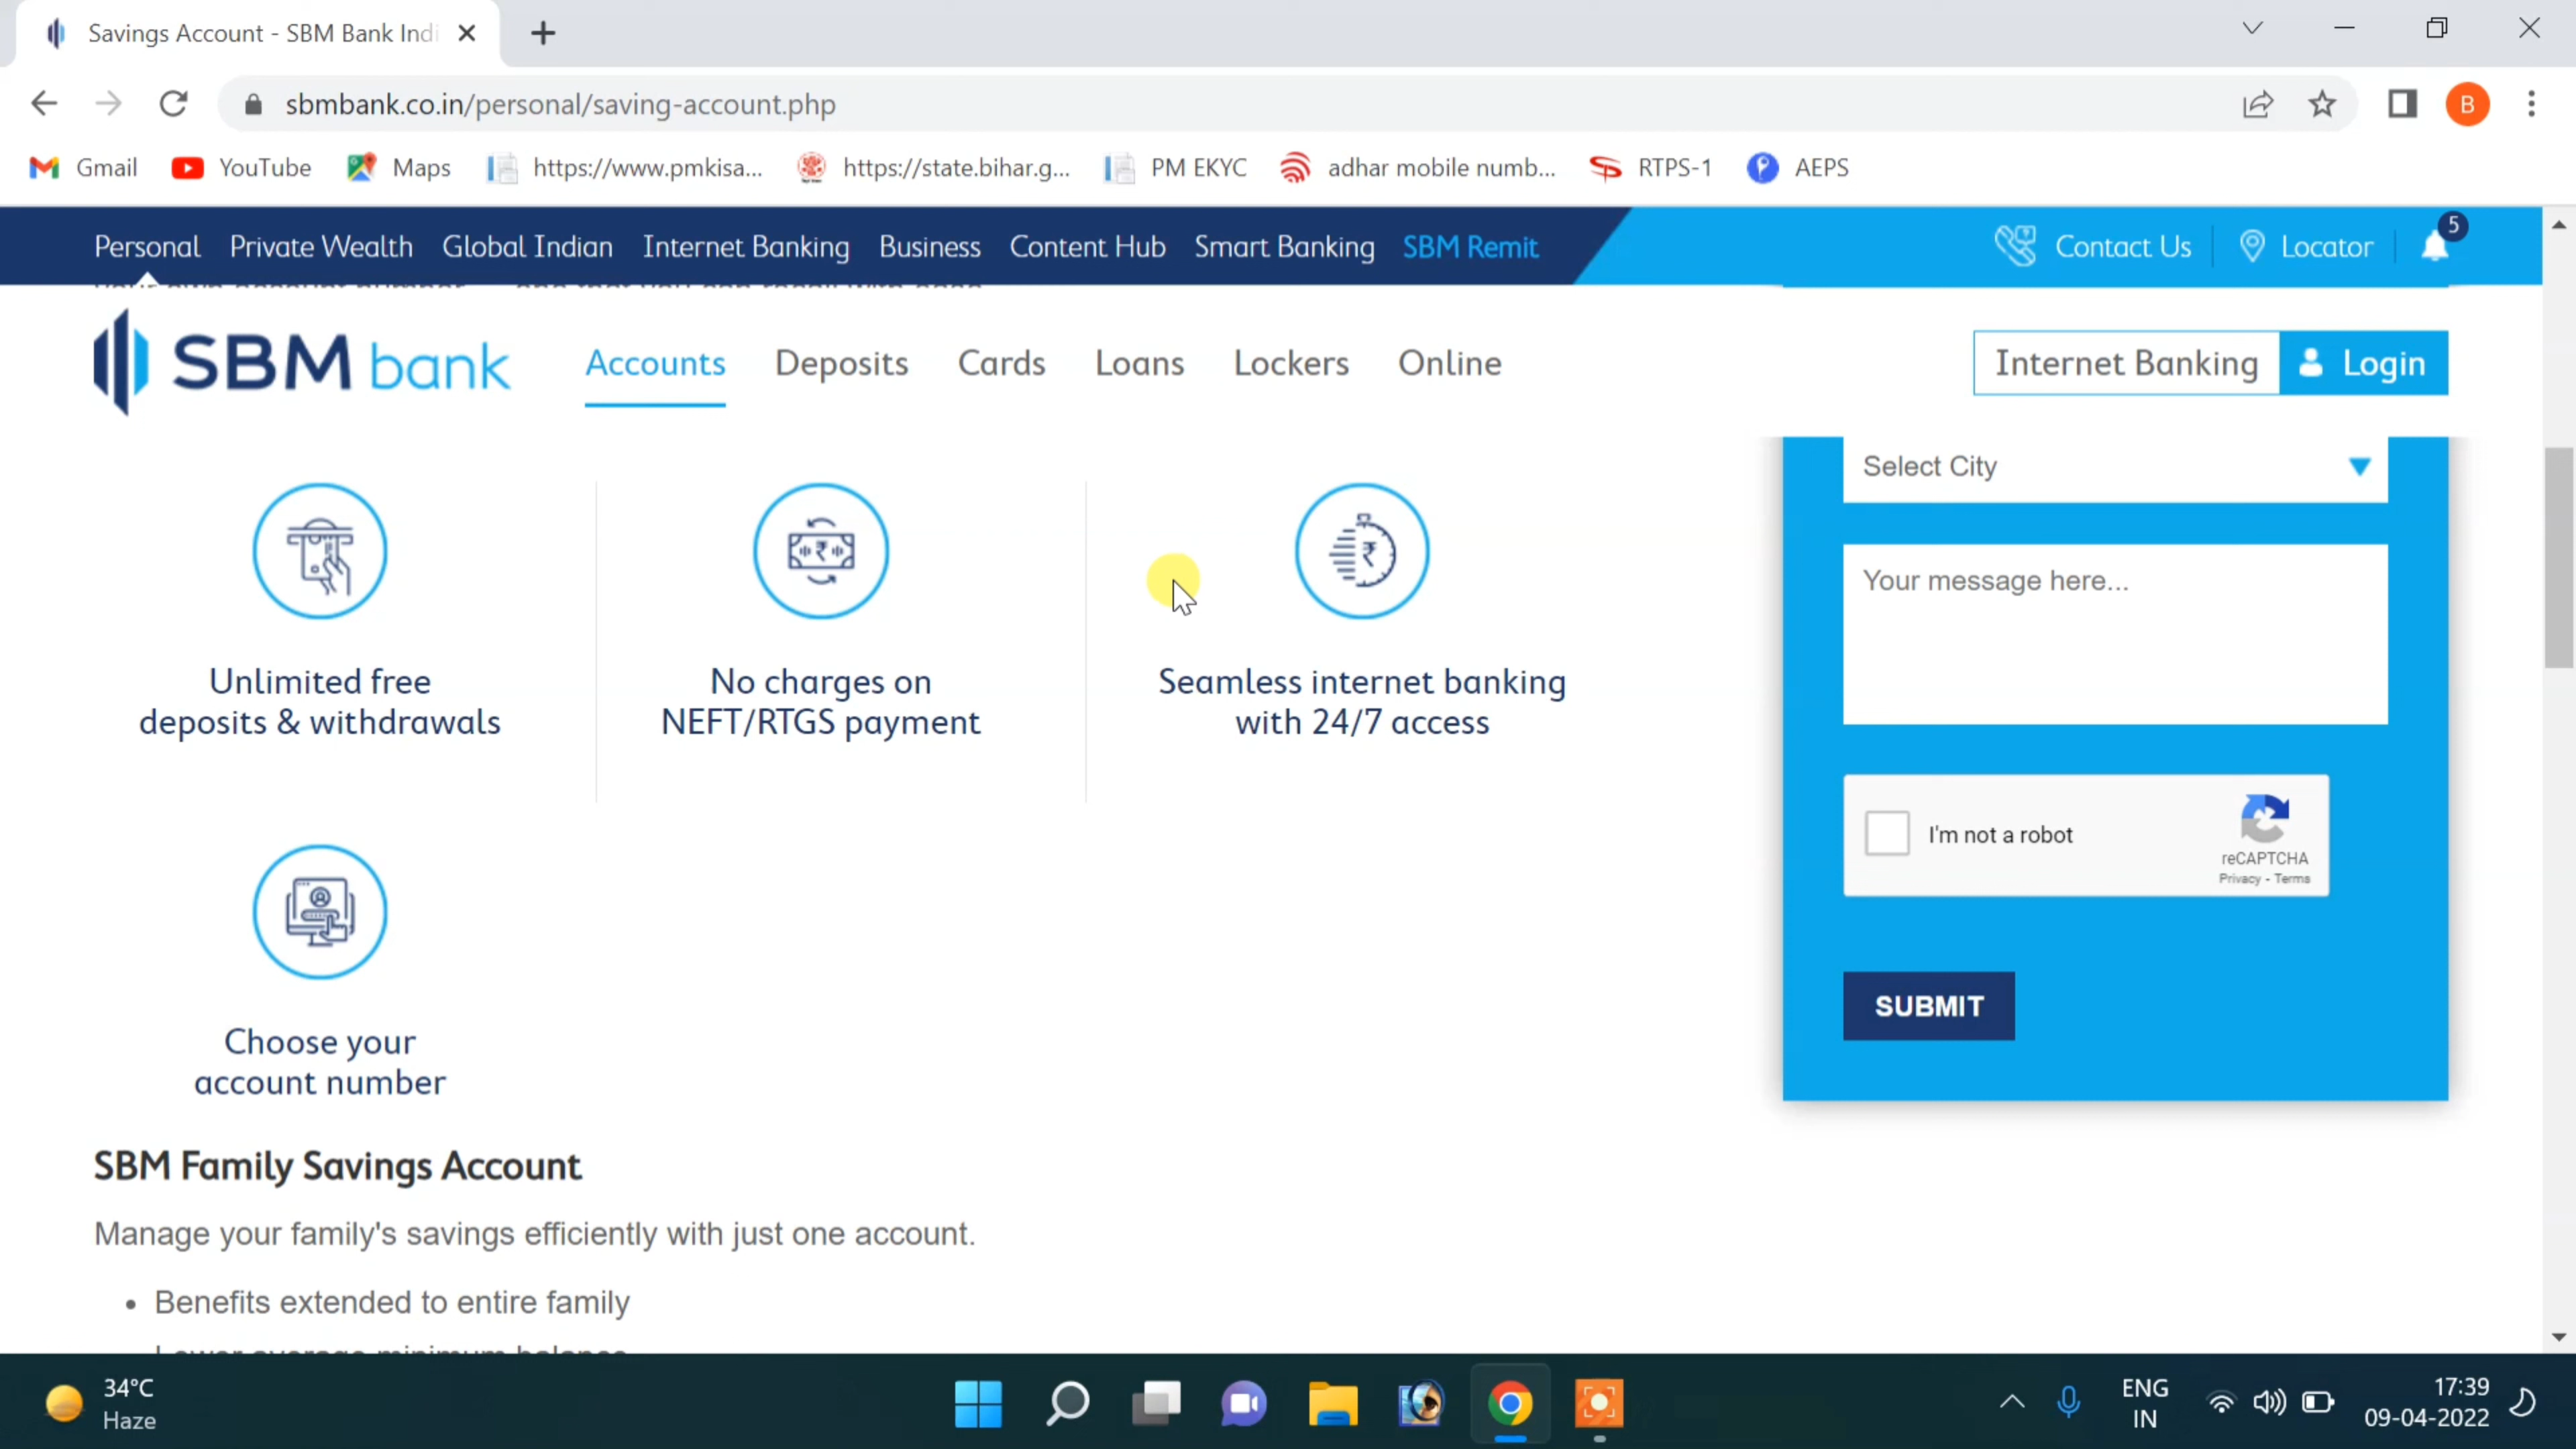 Savings Account - SBM Bank Indi
sbmbank.co.in/personal/saving-account.php
B
Gmail YouTube Maps https://www.pmkisa... https://state.bihar.g... PM EKYC adhar mobile numb... RTPS-1 AEPS
Personal Private Wealth Global Indian Internet Banking Business Content Hub Smart Banking SBM Remit Contact Us Locator 5
SBM bank Accounts Deposits Cards Loans Lockers Online Internet Banking Login
Select City
Your message here...
Unlimited free
deposits & withdrawals
No charges on
NEFT/RTGS payment
Seamless internet banking
with 24/7 access
I'm not a robot
reCAPTCHA
Privacy - Terms
SUBMIT
Choose your
account number
SBM Family Savings Account
Manage your family's savings efficiently with just one account.
• Benefits extended to entire family
Lower average minimum balance
34°C
Haze
ENG
IN
17:39
09-04-2022